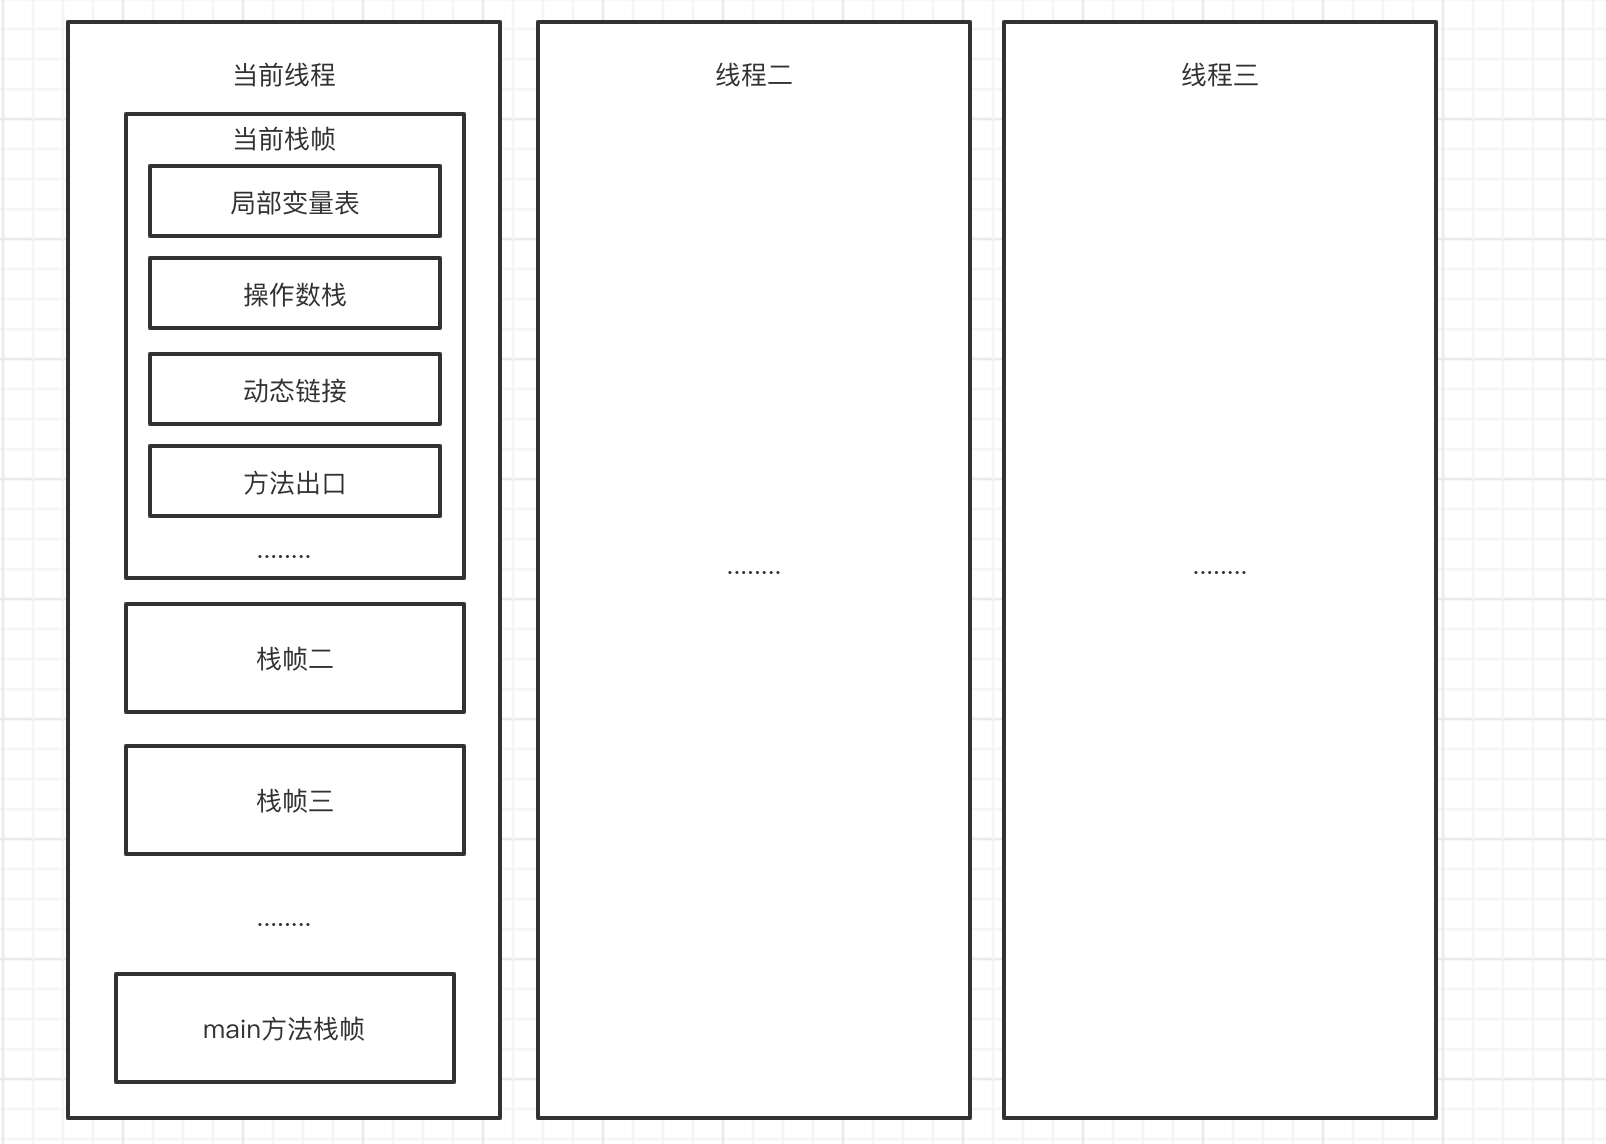 当前线程
当前栈帧
局部变量表
操作数栈
动态链接
方法出口
........
栈帧二
栈帧三
........
main方法栈帧
线程二
........
线程三
........